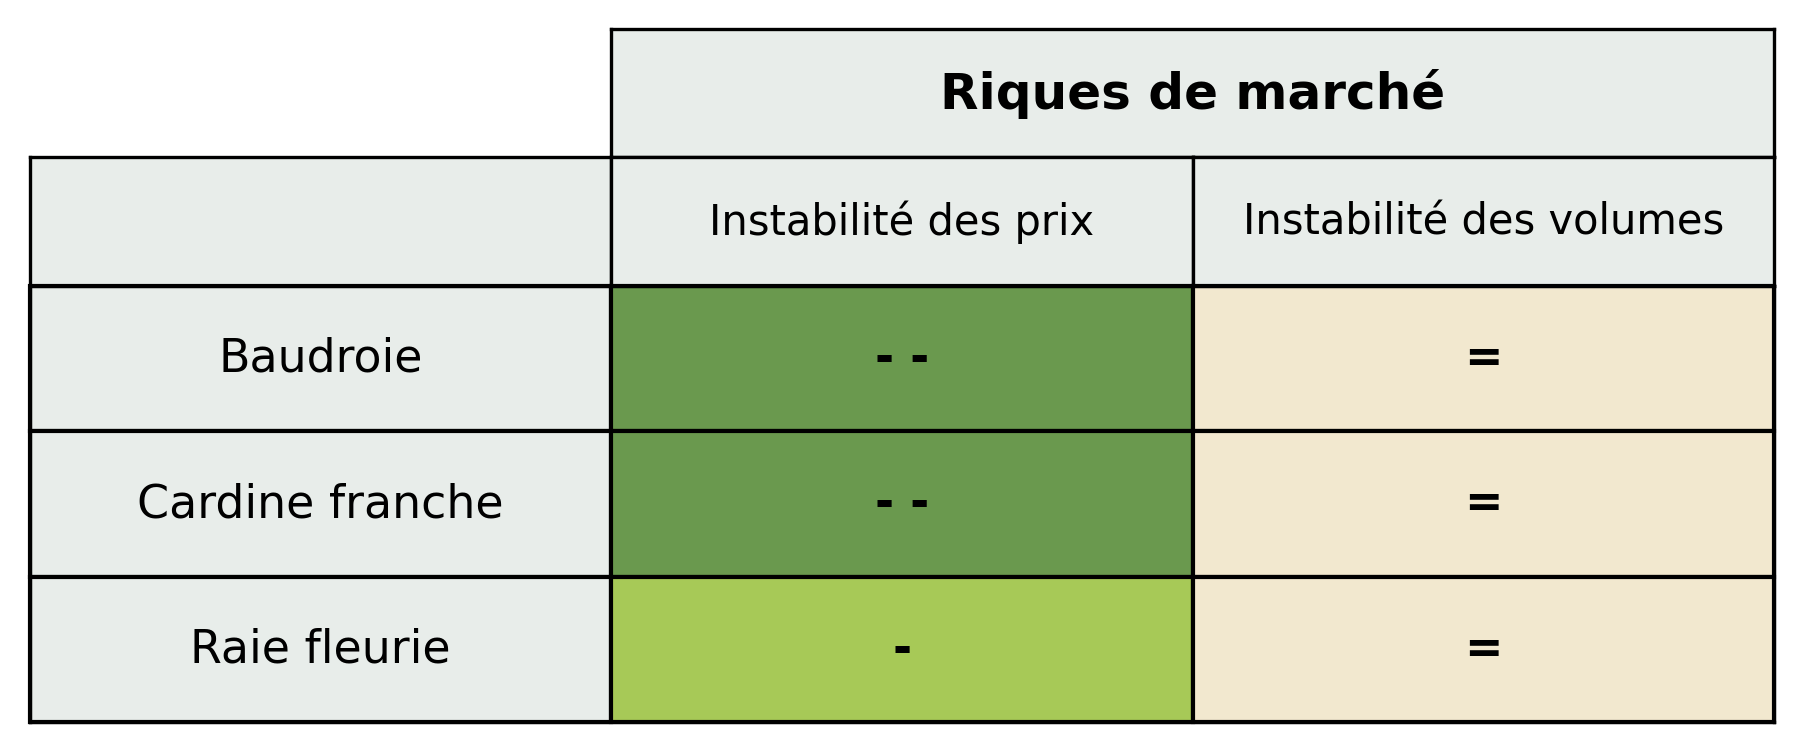 Riques de marché
Instabilité des prix Instabilité des volumes
Baudroie - - =
Cardine franche - - =
Raie fleurie - =